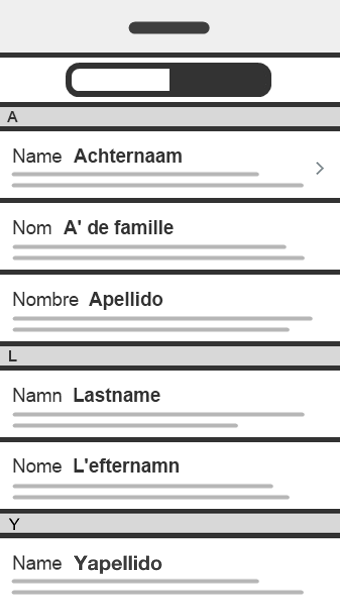 A
Name Achternaam
Nom A' de famille
Nombre Apellido
L
Namn Lastname
Nome L'efternamn
Y
Name Yapellido